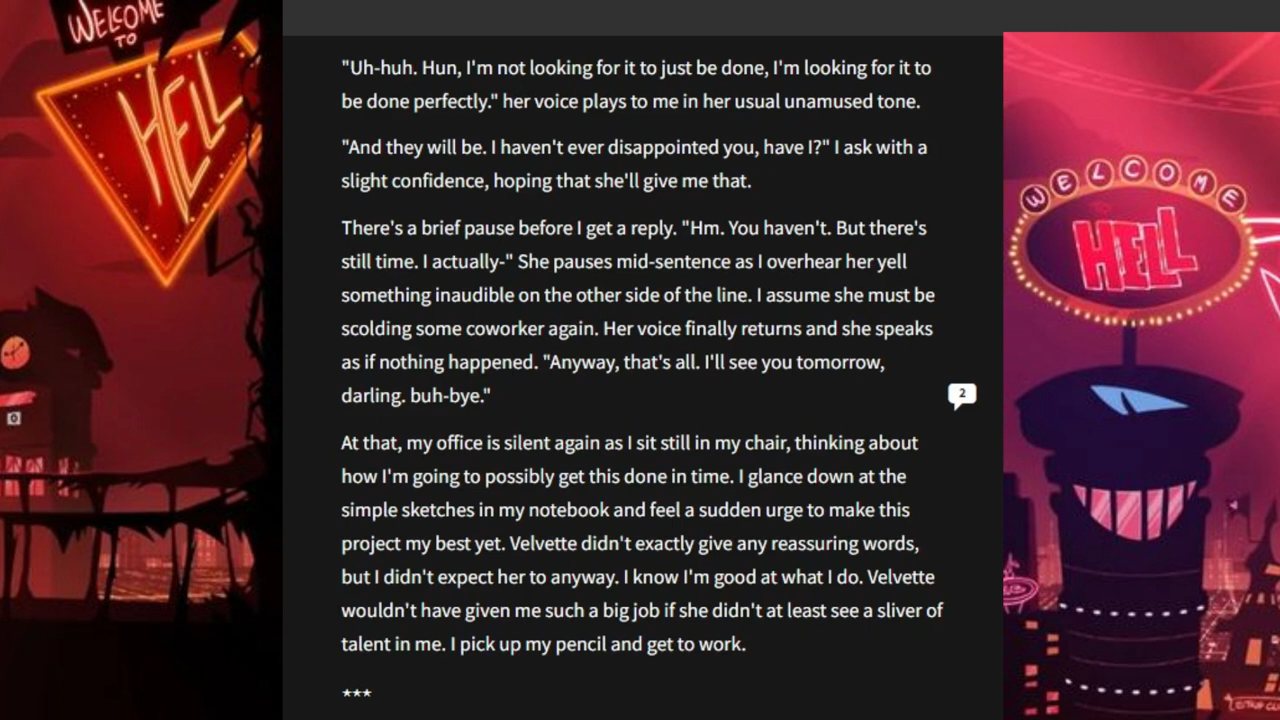 WELCOME
TO
HELL
"Uh-huh. Hun, I'm not looking for it to just be done, I'm looking for it to
be done perfectly." her voice plays to me in her usual unamused tone.
"And they will be. I haven't ever disappointed you, have I?" I ask with a
slight confidence, hoping that she'll give me that.
There's a brief pause before I get a reply. "Hm. You haven't. But there's
still time. I actually-" She pauses mid-sentence as I overhear her yell
something inaudible on the other side of the line. I assume she must be
scolding some coworker again. Her voice finally returns and she speaks
as if nothing happened. "Anyway, that's all. I'll see you tomorrow,
darling. buh-bye."
2
At that, my office is silent again as I sit still in my chair, thinking about
how I'm going to possibly get this done in time. I glance down at the
simple sketches in my notebook and feel a sudden urge to make this
project my best yet. Velvette didn't exactly give any reassuring words,
but I didn't expect her to anyway. I know I'm good at what I do. Velvette
wouldn't have given me such a big job if she didn't at least see a sliver of
talent in me. I pick up my pencil and get to work.
***
WELCOME
TO
HELL